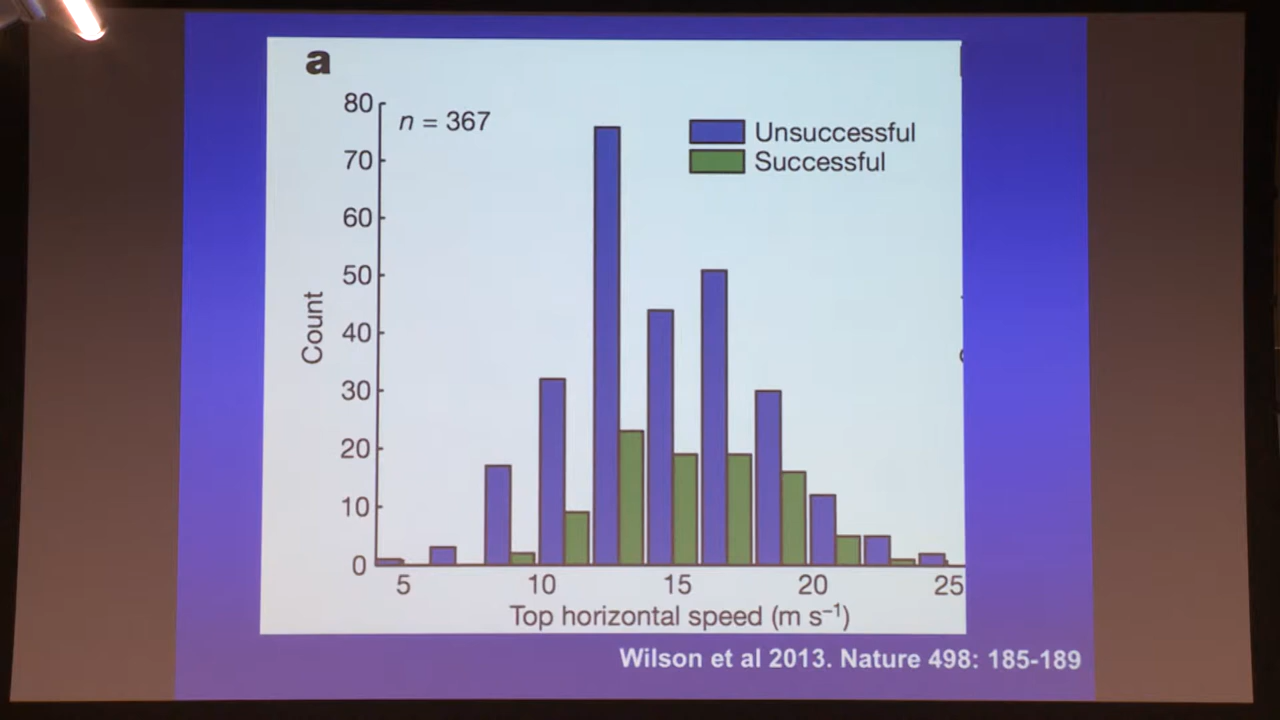 a
n = 367
Unsuccessful
Successful
80
70
60
50
40
30
20
10
0
Count
5 10 15 20 25
Top horizontal speed (m s⁻¹)
Wilson et al 2013. Nature 498: 185-189